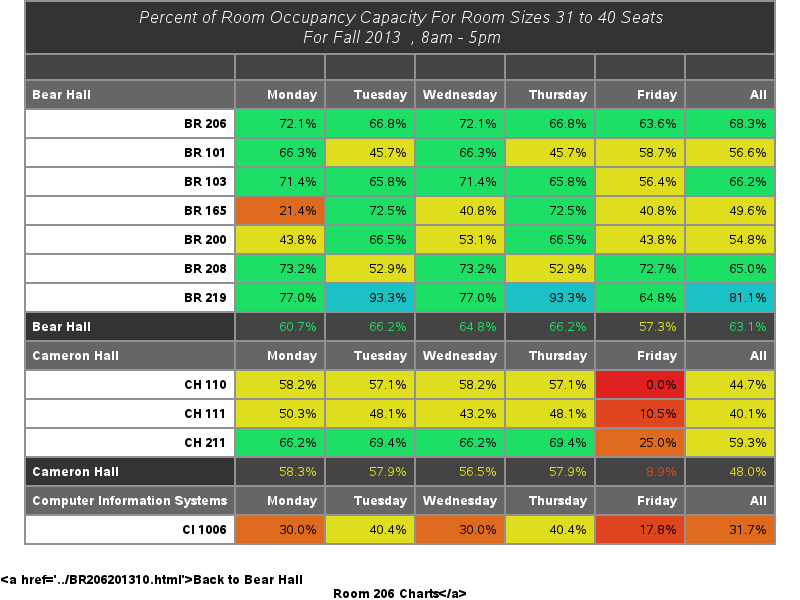 Percent of Room Occupancy Capacity For Room Sizes 31 to 40 Seats
For Fall 2013 , 8am - 5pm
Bear Hall Monday Tuesday Wednesday Thursday Friday All
BR 206 72.1% 66.8% 72.1% 66.8% 63.6% 68.3%
BR 101 66.3% 45.7% 66.3% 45.7% 58.7% 56.6%
BR 103 71.4% 65.8% 71.4% 65.8% 56.4% 66.2%
BR 165 21.4% 72.5% 40.8% 72.5% 40.8% 49.6%
BR 200 43.8% 66.5% 53.1% 66.5% 43.8% 54.8%
BR 208 73.2% 52.9% 73.2% 52.9% 72.7% 65.0%
BR 219 77.0% 93.3% 77.0% 93.3% 64.8% 81.1%
Bear Hall 60.7% 66.2% 64.8% 66.2% 57.3% 63.1%
Cameron Hall Monday Tuesday Wednesday Thursday Friday All
CH 110 58.2% 57.1% 58.2% 57.1% 0.0% 44.7%
CH 111 50.3% 48.1% 43.2% 48.1% 10.5% 40.1%
CH 211 66.2% 69.4% 66.2% 69.4% 25.0% 59.3%
Cameron Hall 58.3% 57.9% 56.5% 57.9% 8.9% 48.0%
Computer Information Systems Monday Tuesday Wednesday Thursday Friday All
CI 1006 30.0% 40.4% 30.0% 40.4% 17.8% 31.7%
<a href='../BR206201310.html'>Back to Bear Hall
Room 206 Charts</a>